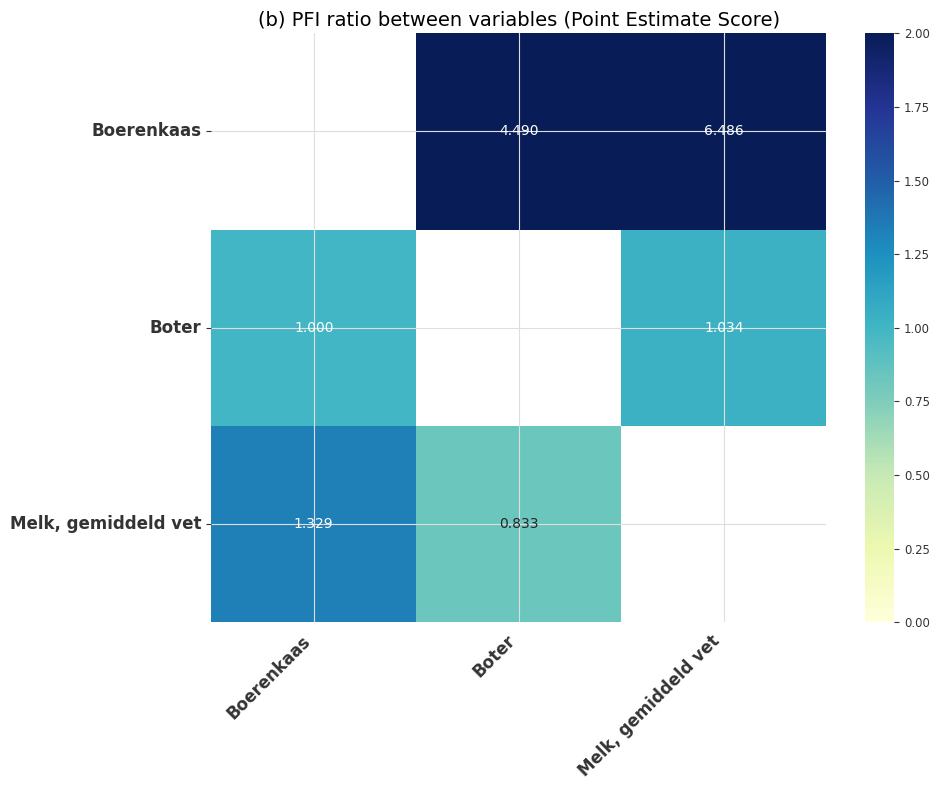 (b) PFI ratio between variables (Point Estimate Score)
Boerenkaas
4.490
6.486
Boter
1.000
1.034
Melk, gemiddeld vet
1.329
0.833
Boerenkaas
Boter
Melk, gemiddeld vet
2.00
1.75
1.50
1.25
1.00
0.75
0.50
0.25
0.00